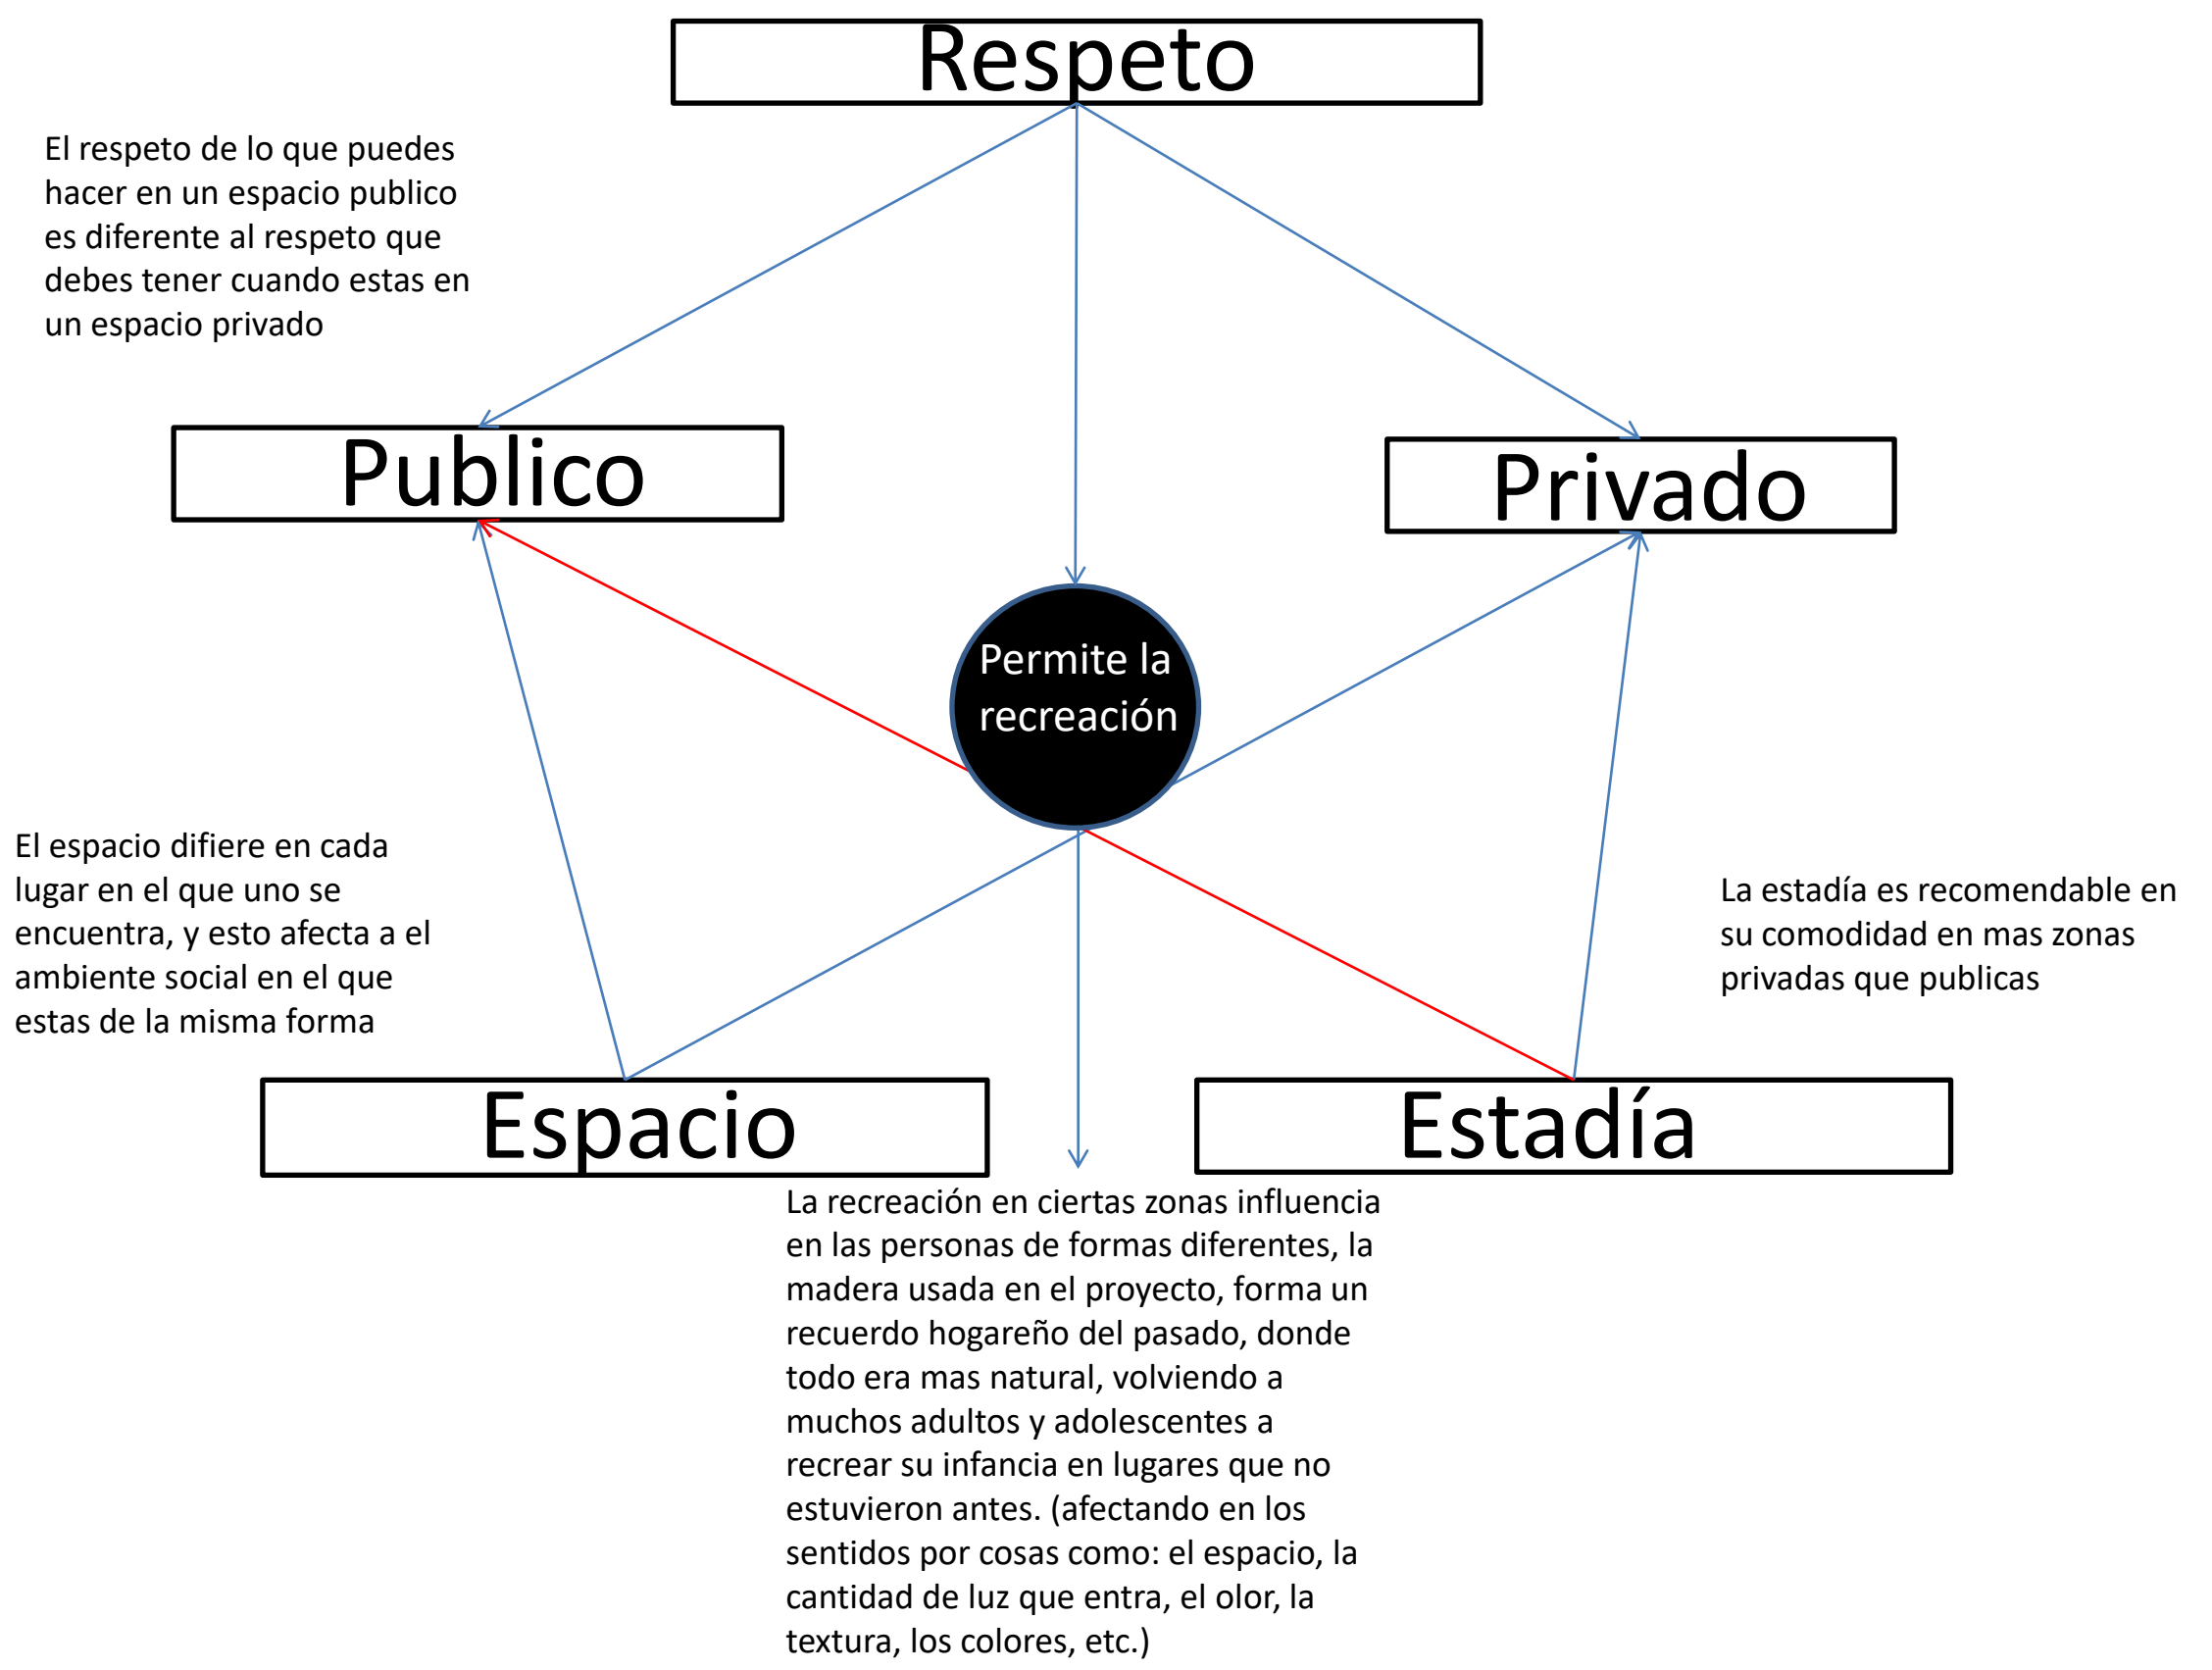 Respeto
El respeto de lo que puedes
hacer en un espacio publico
es diferente al respeto que
debes tener cuando estas en
un espacio privado
Publico
Privado
Permite la
recreación
El espacio difiere en cada
lugar en el que uno se
encuentra, y esto afecta a el
ambiente social en el que
estas de la misma forma
La estadía es recomendable en
su comodidad en mas zonas
privadas que publicas
Espacio
Estadía
La recreación en ciertas zonas influencia
en las personas de formas diferentes, la
madera usada en el proyecto, forma un
recuerdo hogareño del pasado, donde
todo era mas natural, volviendo a
muchos adultos y adolescentes a
recrear su infancia en lugares que no
estuvieron antes. (afectando en los
sentidos por cosas como: el espacio, la
cantidad de luz que entra, el olor, la
textura, los colores, etc.)